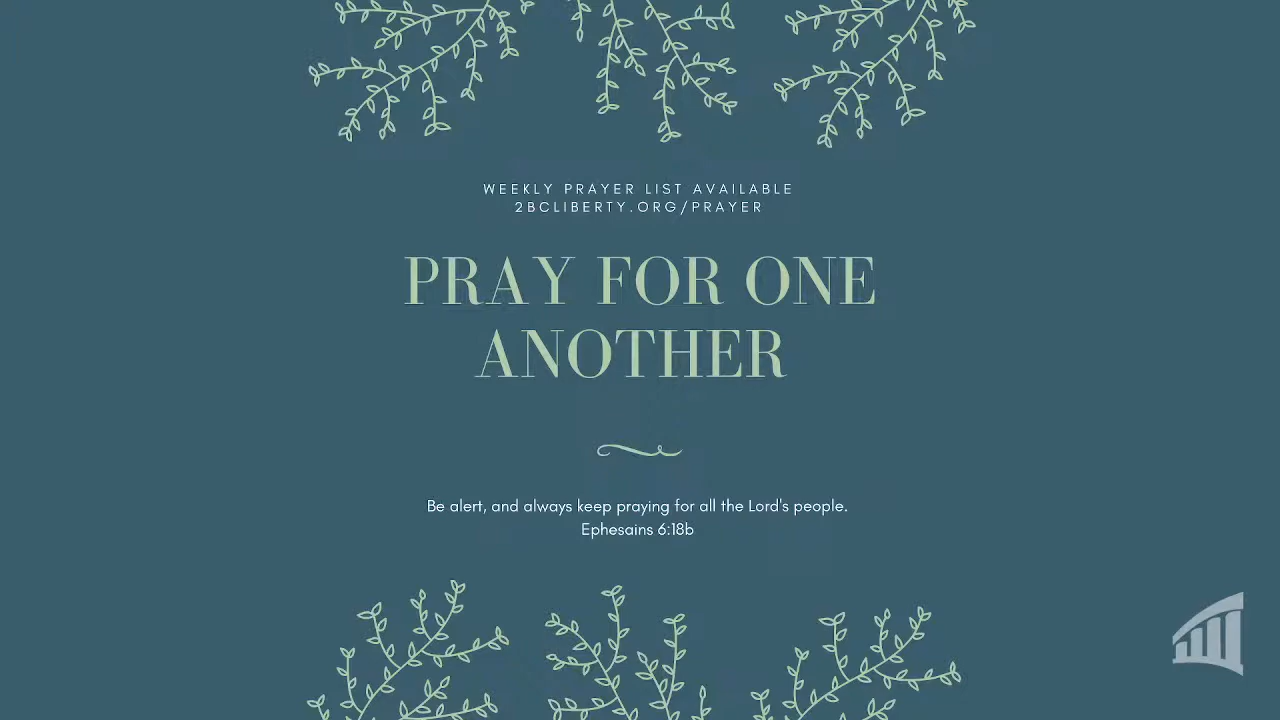 WEEKLY PRAYER LIST AVAILABLE
2BCLIBERTY.ORG/PRAYER
PRAY FOR ONE
ANOTHER
Be alert, and always keep praying for all the Lord's people.
Ephesains 6:18b